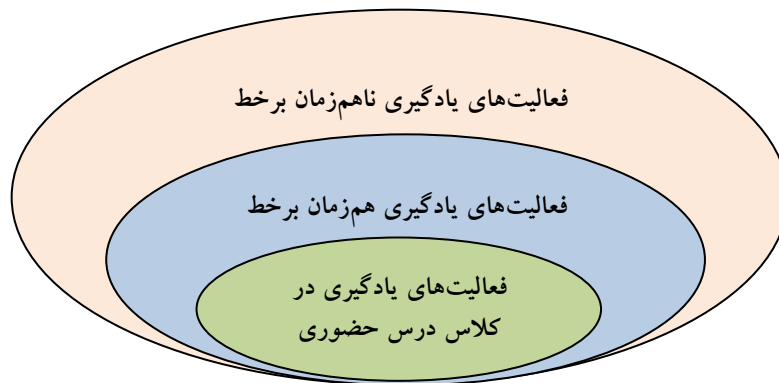 فعالیت‌های یادگیری ناهم‌زمان برخط
فعالیت‌های یادگیری هم‌زمان برخط
فعالیت‌های یادگیری در
کلاس درس حضوری